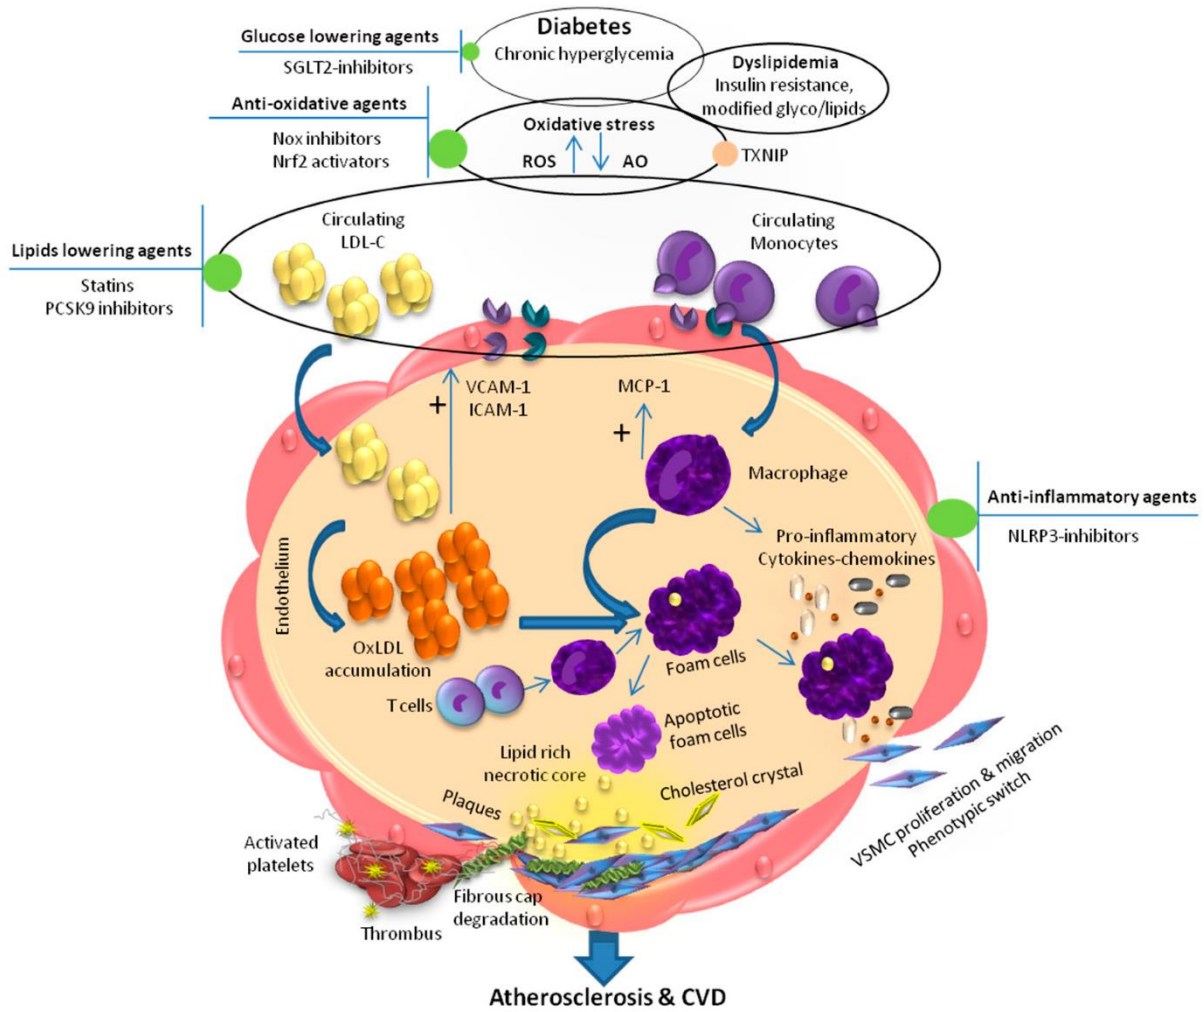 Diabetes
Chronic hyperglycemia
Glucose lowering agents
SGLT2-inhibitors
Dyslipidemia
Insulin resistance,
modified glyco/lipids
Anti-oxidative agents
Nox inhibitors
Nrf2 activators
Oxidative stress
ROS
AO
TXNIP
Circulating
LDL-C
Circulating
Monocytes
Lipids lowering agents
Statins
PCSK9 inhibitors
VCAM-1
ICAM-1
+
MCP-1
+
Macrophage
Anti-inflammatory agents
NLRP3-inhibitors
Pro-inflammatory
Cytokines-chemokines
Endothelium
OxLDL
accumulation
T cells
Foam cells
Apoptotic
foam cells
Lipid rich
necrotic core
Cholesterol crystal
Plaques
VSMC proliferation & migration
Phenotypic switch
Activated
platelets
Fibrous cap
degradation
Thrombus
Atherosclerosis & CVD